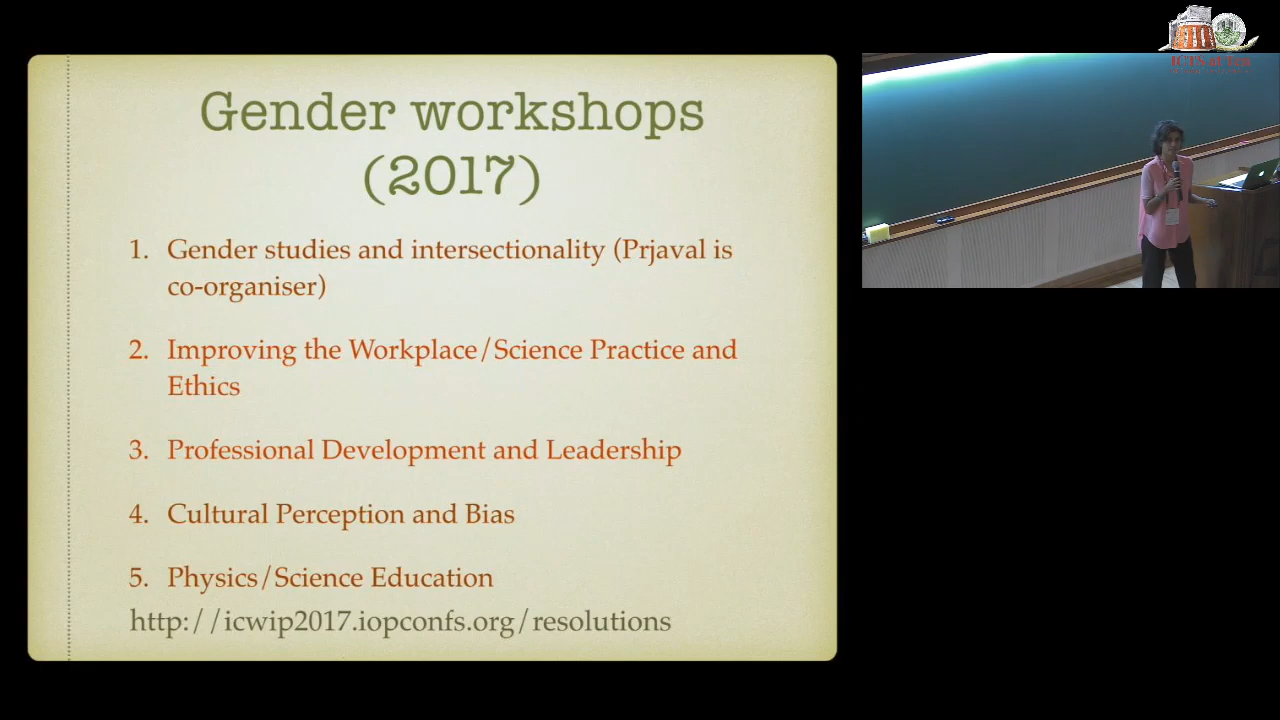 Gender workshops
(2017)
1. Gender studies and intersectionality (Prjaval is
co-organiser)
2. Improving the Workplace/Science Practice and
Ethics
3. Professional Development and Leadership
4. Cultural Perception and Bias
5. Physics/Science Education
http://icwip2017.iopconfs.org/resolutions